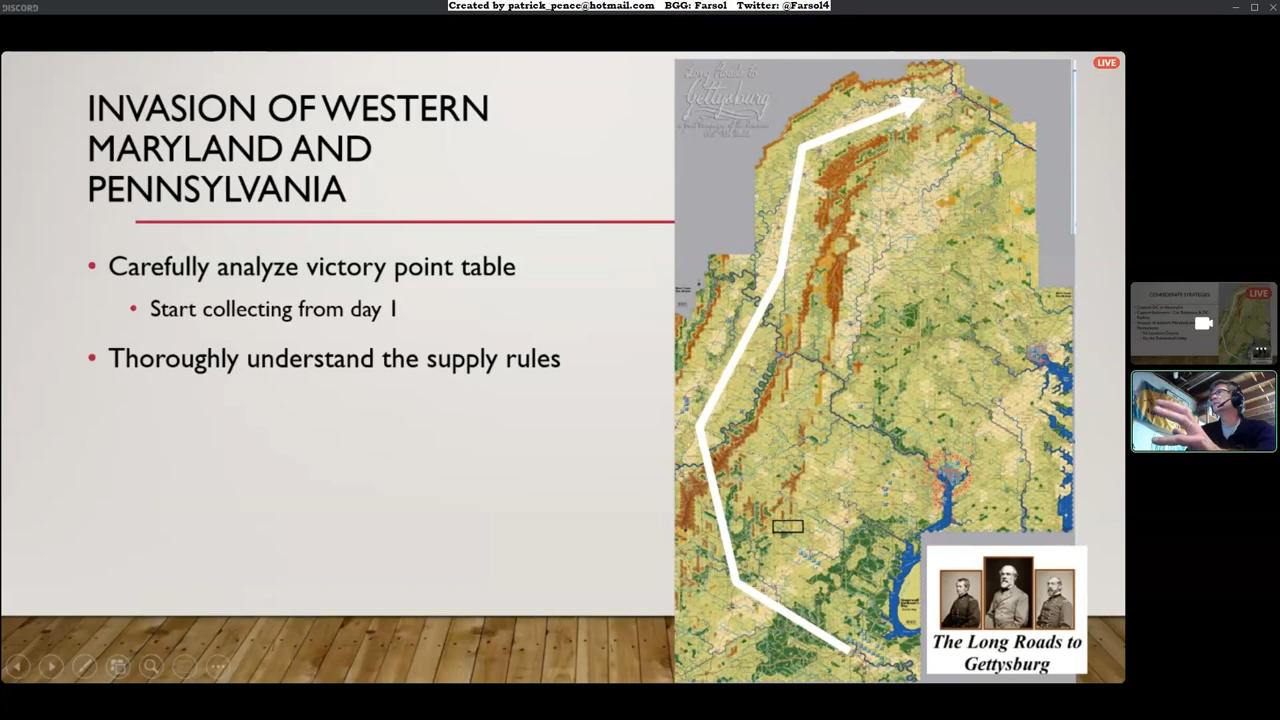 DISCORD
Created by patrick_pence@hotmail.com BGG: Farsol Twitter: @Farsol4
LIVE
INVASION OF WESTERN
MARYLAND AND
PENNSYLVANIA
• Carefully analyze victory point table
• Start collecting from day 1
• Thoroughly understand the supply rules
Long Roads to
Gettysburg
The Long Roads to
Gettysburg
LIVE
CONFEDERATE STRATEGIES